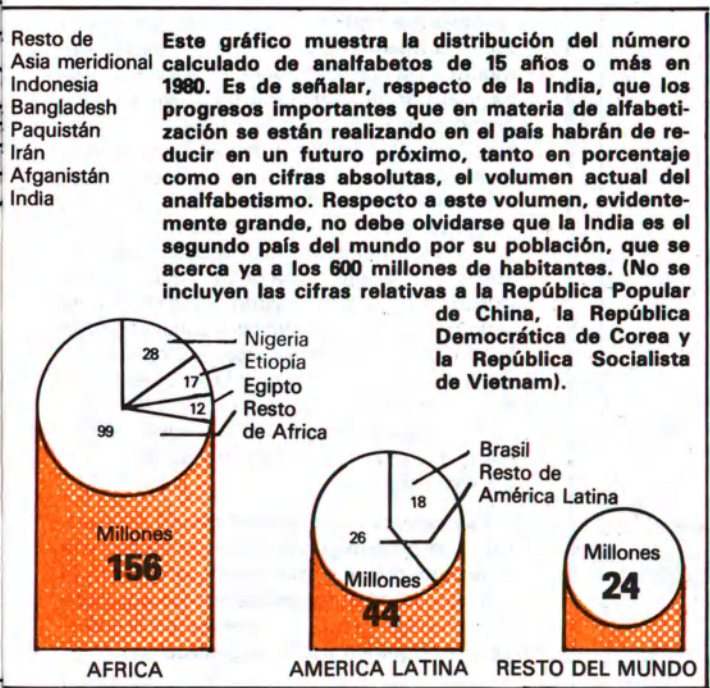 Resto de
Asia meridional
Indonesia
Bangladesh
Paquistán
Irán
Afganistán
India
Este gráfico muestra la distribución del número
calculado de analfabetos de 15 años o más en
1980. Es de señalar, respecto de la India, que los
progresos importantes que en materia de alfabeti-
zación se están realizando en el país habrán de re-
ducir en un futuro próximo, tanto en porcentaje
como en cifras absolutas, el volumen actual del
analfabetismo. Respecto a este volumen, evidente-
mente grande, no debe olvidarse que la India es el
segundo país del mundo por su población, que se
acerca ya a los 600 millones de habitantes. (No se
incluyen las cifras relativas a la República Popular
de China, la República
Democrática de Corea y
la República Socialista
de Vietnam).
28
17
12
99
Nigeria
Etiopía
Egipto
Resto
de Africa
Millones
156
AFRICA
Brasil
Resto de
América Latina
18
26
Millones
44
AMERICA LATINA
Millones
24
RESTO DEL MUNDO